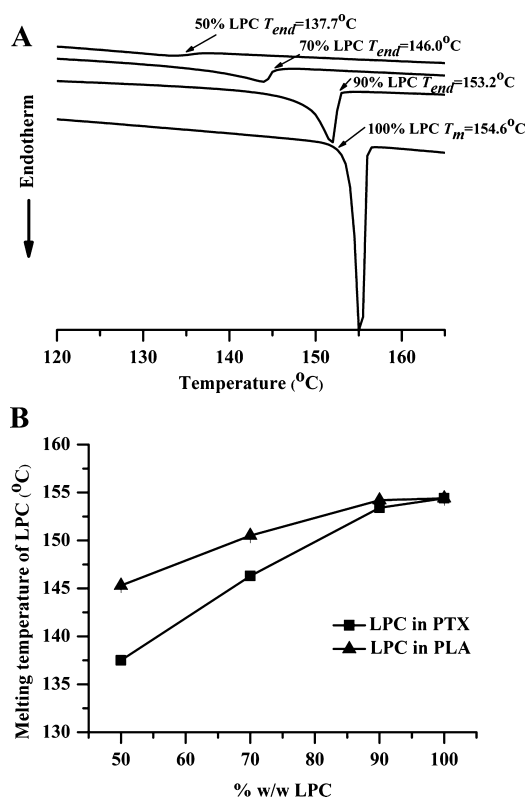 A
50% LPC Tend=137.7°C
70% LPC Tend=146.0°C
90% LPC Tend=153.2°C
100% LPC Tm=154.6°C
Endotherm
120 130 140 150 160
Temperature (°C)
B
160
155
150
145
140
135
130
Melting temperature of LPC (°C)
LPC in PTX
LPC in PLA
50 60 70 80 90 100
% w/w LPC